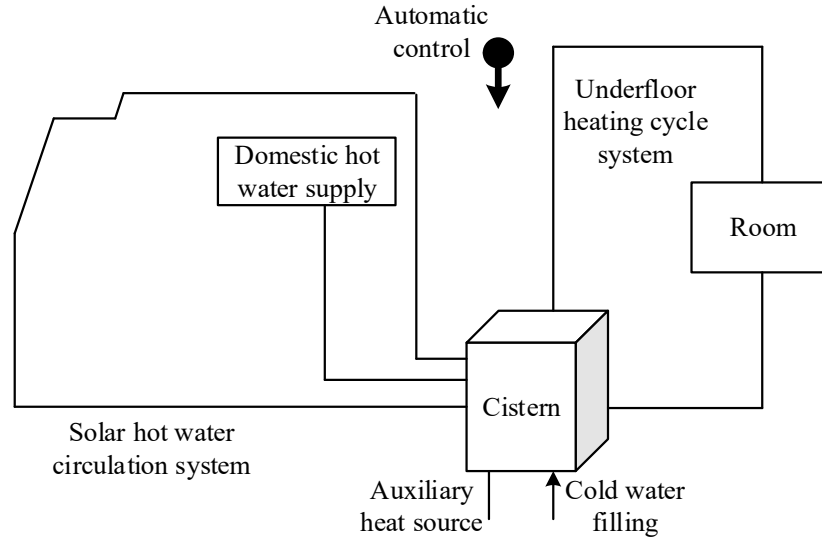 Automatic
control
Underfloor
heating cycle
system
Domestic hot
water supply
Room
Cistern
Solar hot water
circulation system
Auxiliary
heat source
Cold water
filling